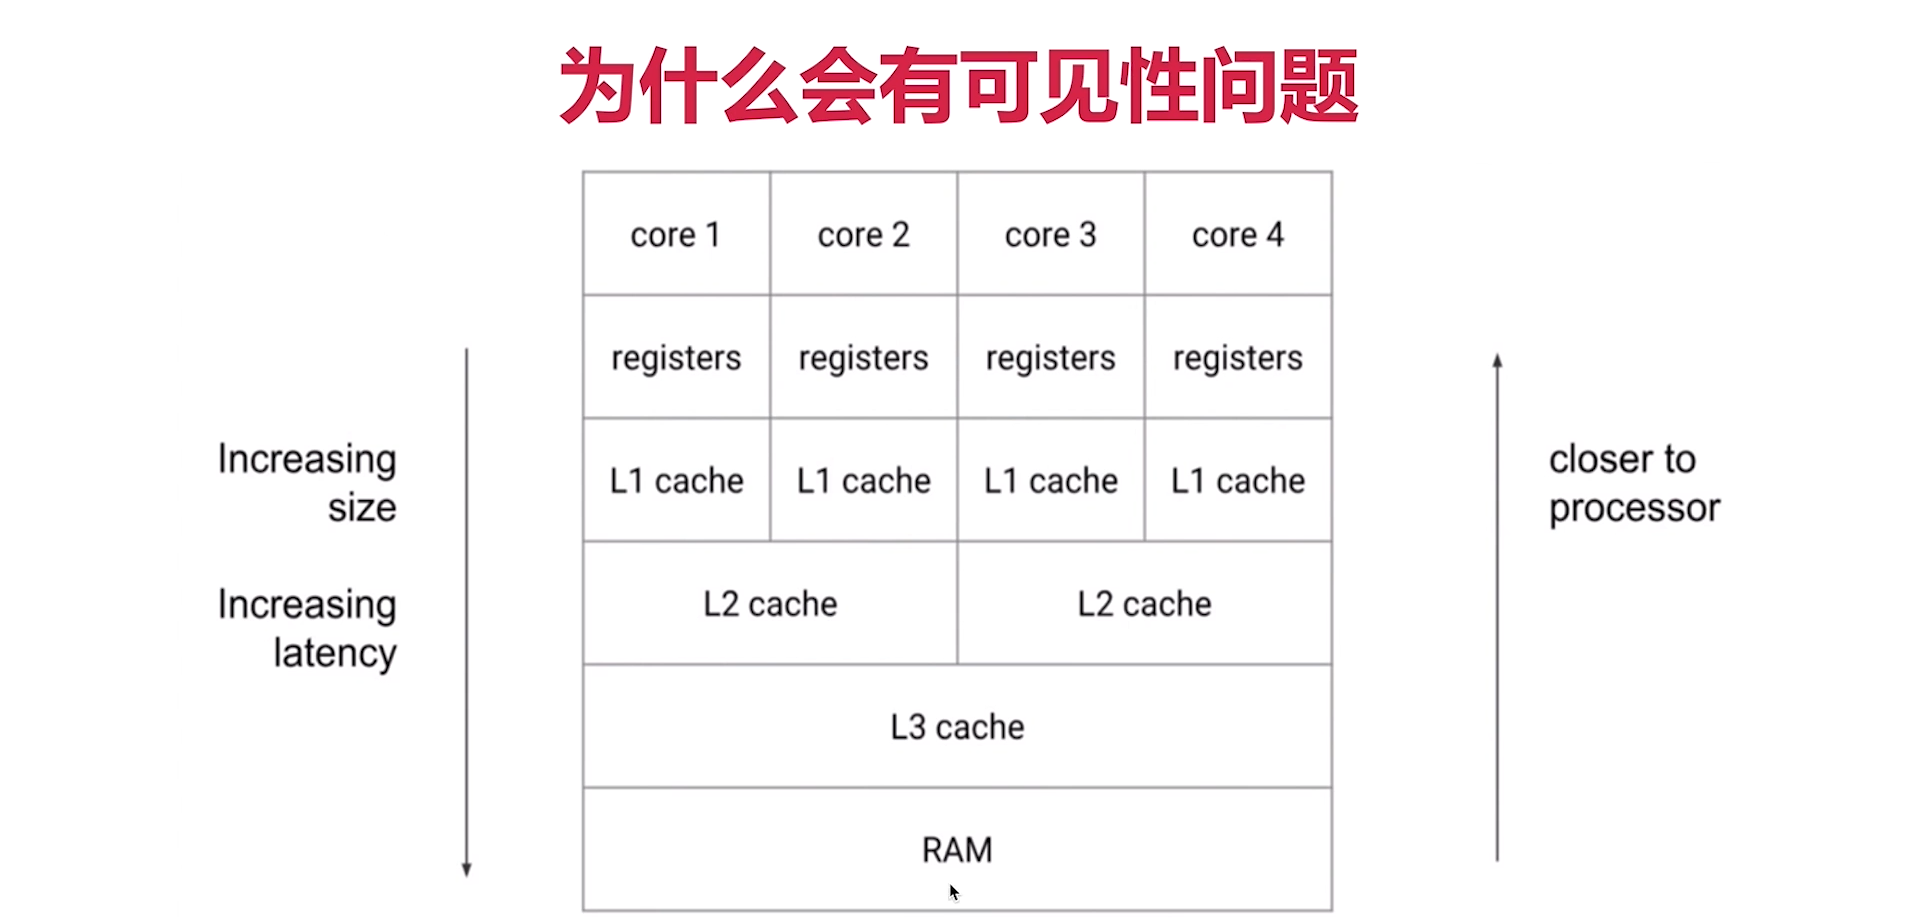 为什么会有可见性问题
core 1 core 2 core 3 core 4
registers registers registers registers
L1 cache L1 cache L1 cache L1 cache
L2 cache L2 cache
L3 cache
RAM
Increasing
size
Increasing
latency
closer to
processor